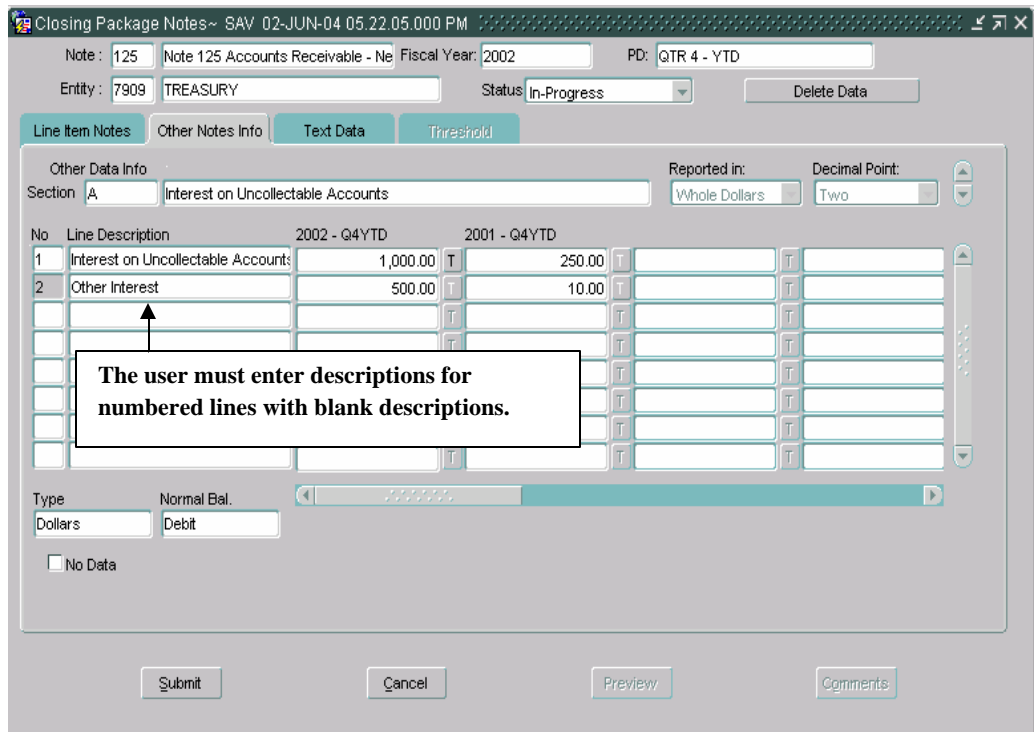 Closing Package Notes~ SAV 02-JUN-04 05.22.05.000 PM
Note : 125 Note 125 Accounts Receivable - Ne Fiscal Year: 2002 PD: QTR 4 - YTD
Entity : 7909 TREASURY Status In-Progress Delete Data
Line Item Notes Other Notes Info Text Data Threshold
Other Data Info Reported in: Decimal Point:
Section A Interest on Uncollectable Accounts Whole Dollars Two
No Line Description 2002 - Q4YTD 2001 - Q4YTD
1 Interest on Uncollectable Accounts 1,000.00 T 250.00 T T
2 Other Interest 500.00 T 10.00 T T
T T T
T T T
The user must enter descriptions for
numbered lines with blank descriptions.
T T
T T
T T
T T T
Type Normal Bal.
Dollars Debit
No Data
Submit Cancel Preview Comments